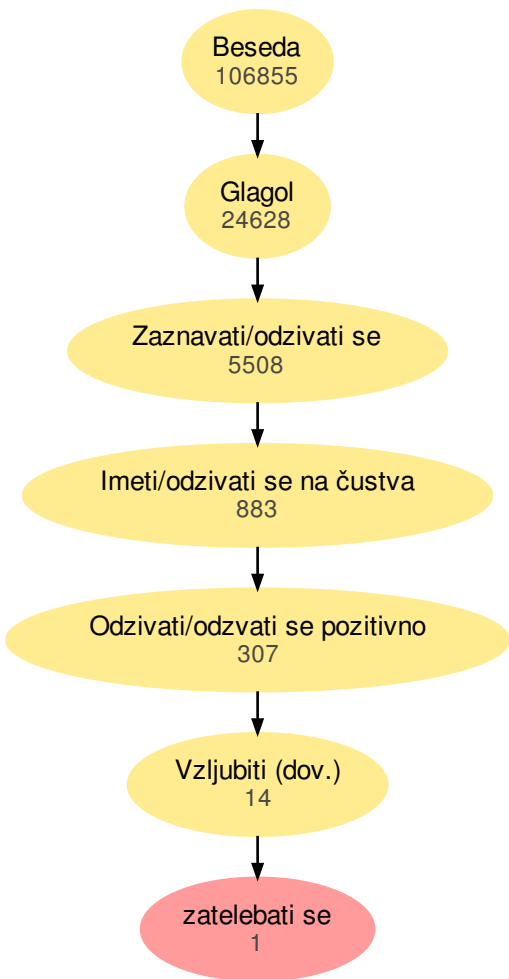 Beseda
106855
Glagol
24628
Zaznavati/odzivati se
5508
Imeti/odzivati se na čustva
883
Odzivati/odzvati se pozitivno
307
Vzljubiti (dov.)
14
zatelebati se
1